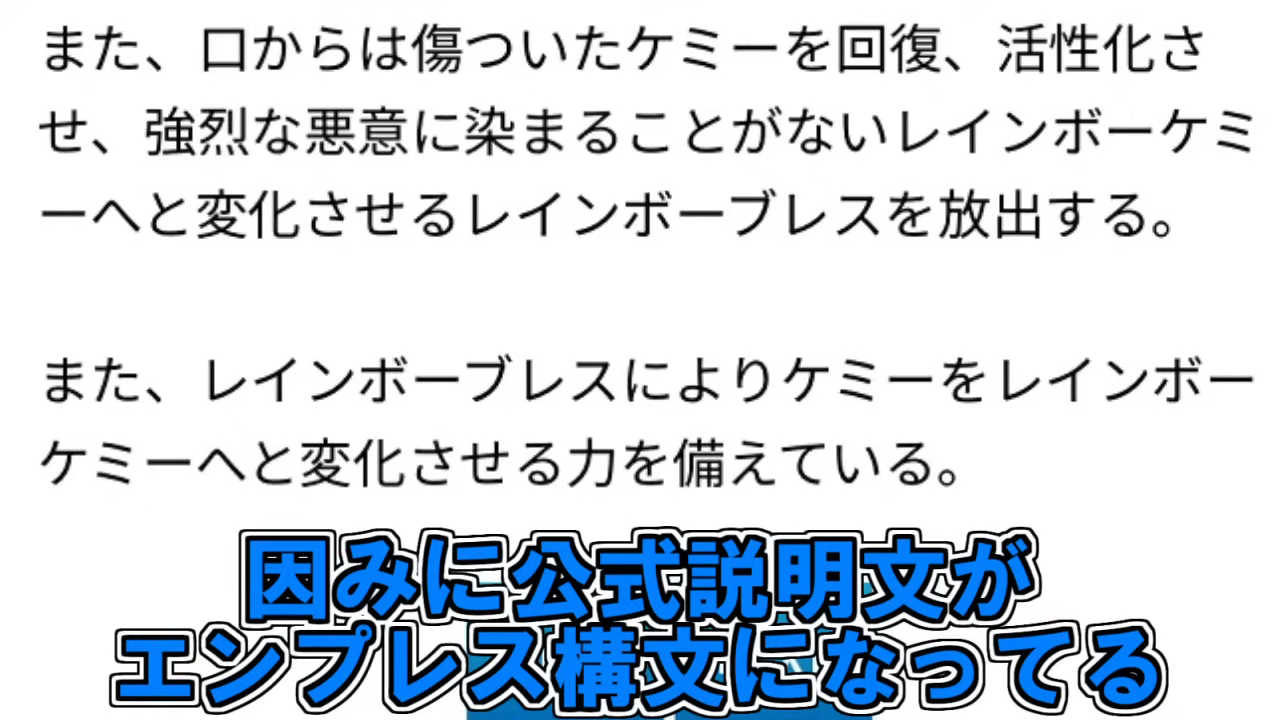 また、口からは傷ついたケミーを回復、活性化さ
せ、強烈な悪意に染まることがないレインボーケミ
ーへと変化させるレインボーブレスを放出する。
また、レインボーブレスによりケミーをレインボー
ケミーへと変化させる力を備えている。
因みに公式説明文が
エンプレス構文になってる